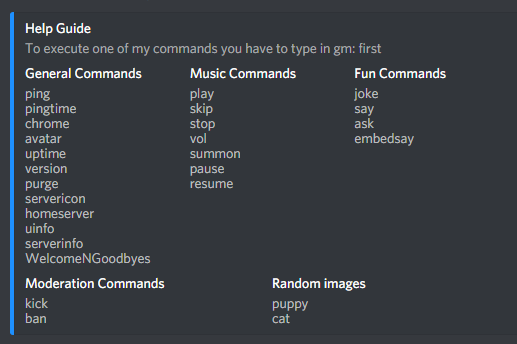 Help Guide
To execute one of my commands you have to type in gm: first
General Commands
ping
pingtime
chrome
avatar
uptime
version
purge
servericon
homeserver
uinfo
serverinfo
WelcomeNGoodbyes
Music Commands
play
skip
stop
vol
summon
pause
resume
Fun Commands
joke
say
ask
embedsay
Moderation Commands
kick
ban
Random images
puppy
cat